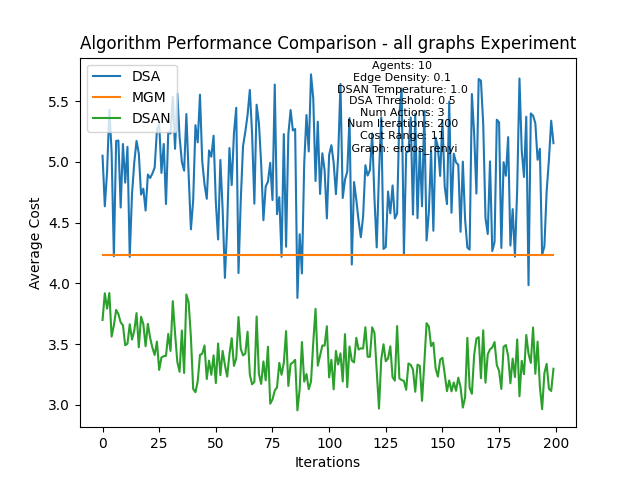 Algorithm Performance Comparison - all graphs Experiment
DSA
MGM
DSAN
Agents: 10
Edge Density: 0.1
DSAN Temperature: 1.0
DSA Threshold: 0.5
Num Actions: 3
Num Iterations: 200
Cost Range: 11
Graph: erdos_renyi
Average Cost
5.5
5.0
4.5
4.0
3.5
3.0
0 25 50 75 100 125 150 175 200
Iterations